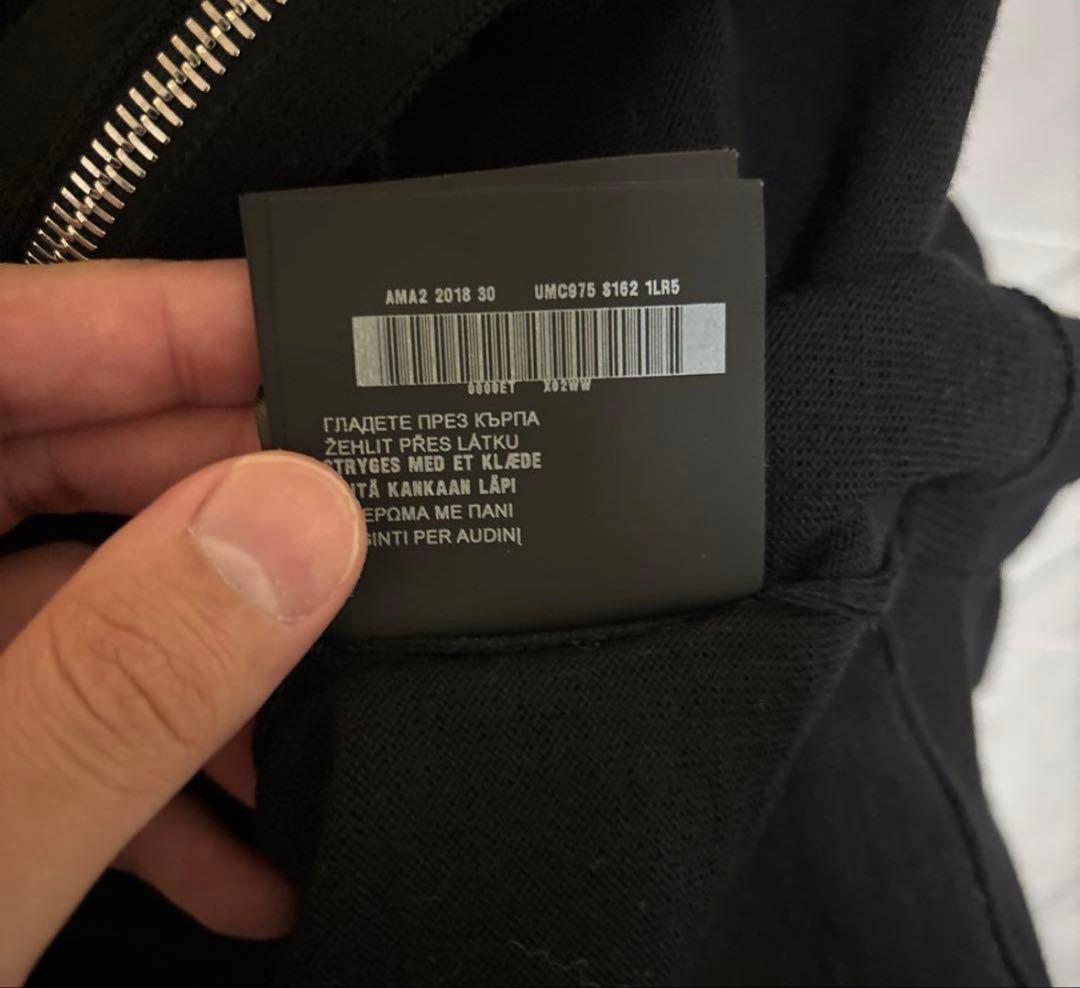 AMA2 2018 30 UMC975 S162 1LR5
X02WW
ГЛАДЕТЕ ПРЕЗ КЪРПА
ŽEHLIT PŘES LÁTKU
STRYGES MED ET KLÆDE
KANKAAN LÄPI
ΜΕ ΠΑΝΙ
PER AUDINĮ